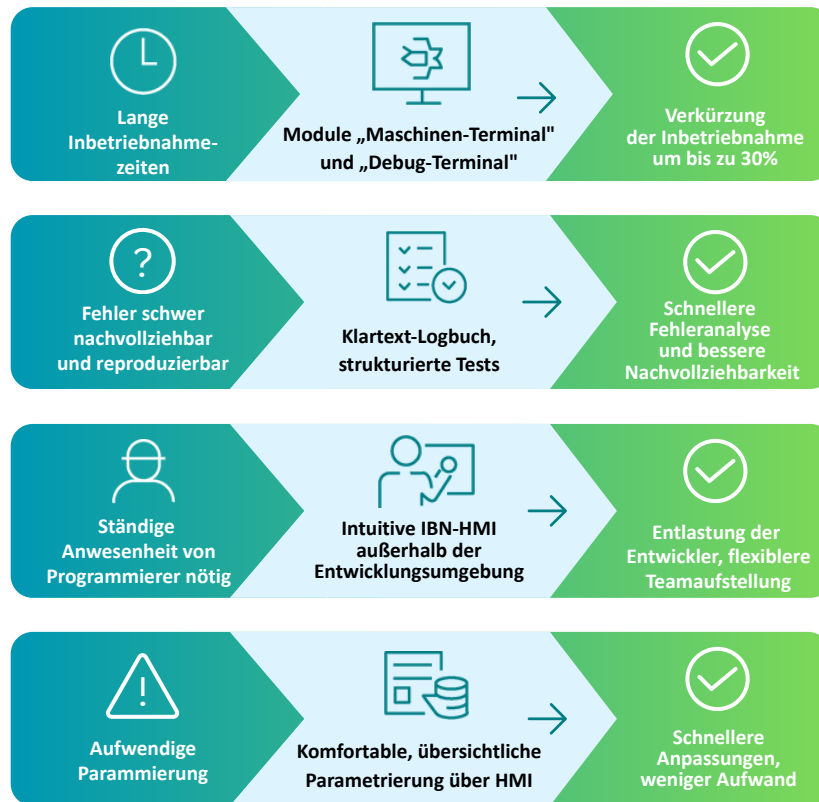 Lange
Inbetriebnahme-
zeiten
Module „Maschinen-Terminal"
und „Debug-Terminal"
Verkürzung
der Inbetriebnahme
um bis zu 30%
?
Fehler schwer
nachvollziehbar
und reproduzierbar
Klartext-Logbuch,
strukturierte Tests
Schnellere
Fehleranalyse
und bessere
Nachvollziehbarkeit
Ständige
Anwesenheit von
Programmierer nötig
Intuitive IBN-HMI
außerhalb der
Entwicklungsumgebung
Entlastung der
Entwickler, flexiblere
Teamaufstellung
!
Aufwendige
Parammierung
Komfortable, übersichtliche
Parametrierung über HMI
Schnellere
Anpassungen,
weniger Aufwand